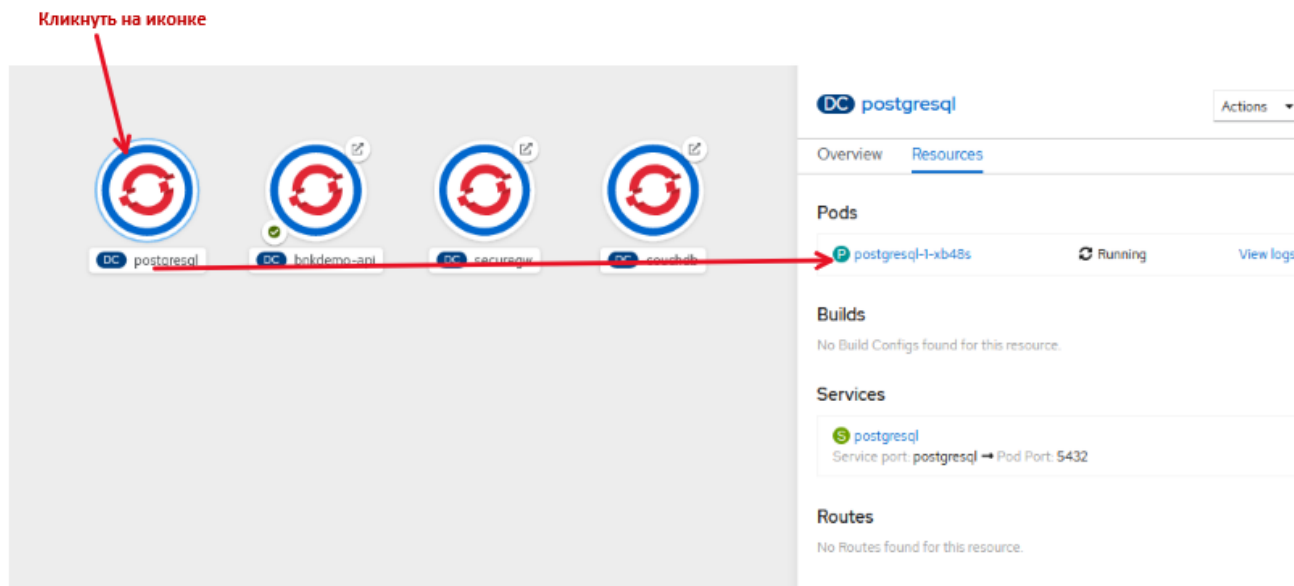 Кликнуть на иконке
DC postgresql
Actions
Overview Resources
Pods
P postgresql-1-xb48s Running View logs
DC postgresql
DC bnkdemo-api
DC securegw
DC couchdb
Builds
No Build Configs found for this resource.
Services
S postgresql
Service port: postgresql → Pod Port: 5432
Routes
No Routes found for this resource.